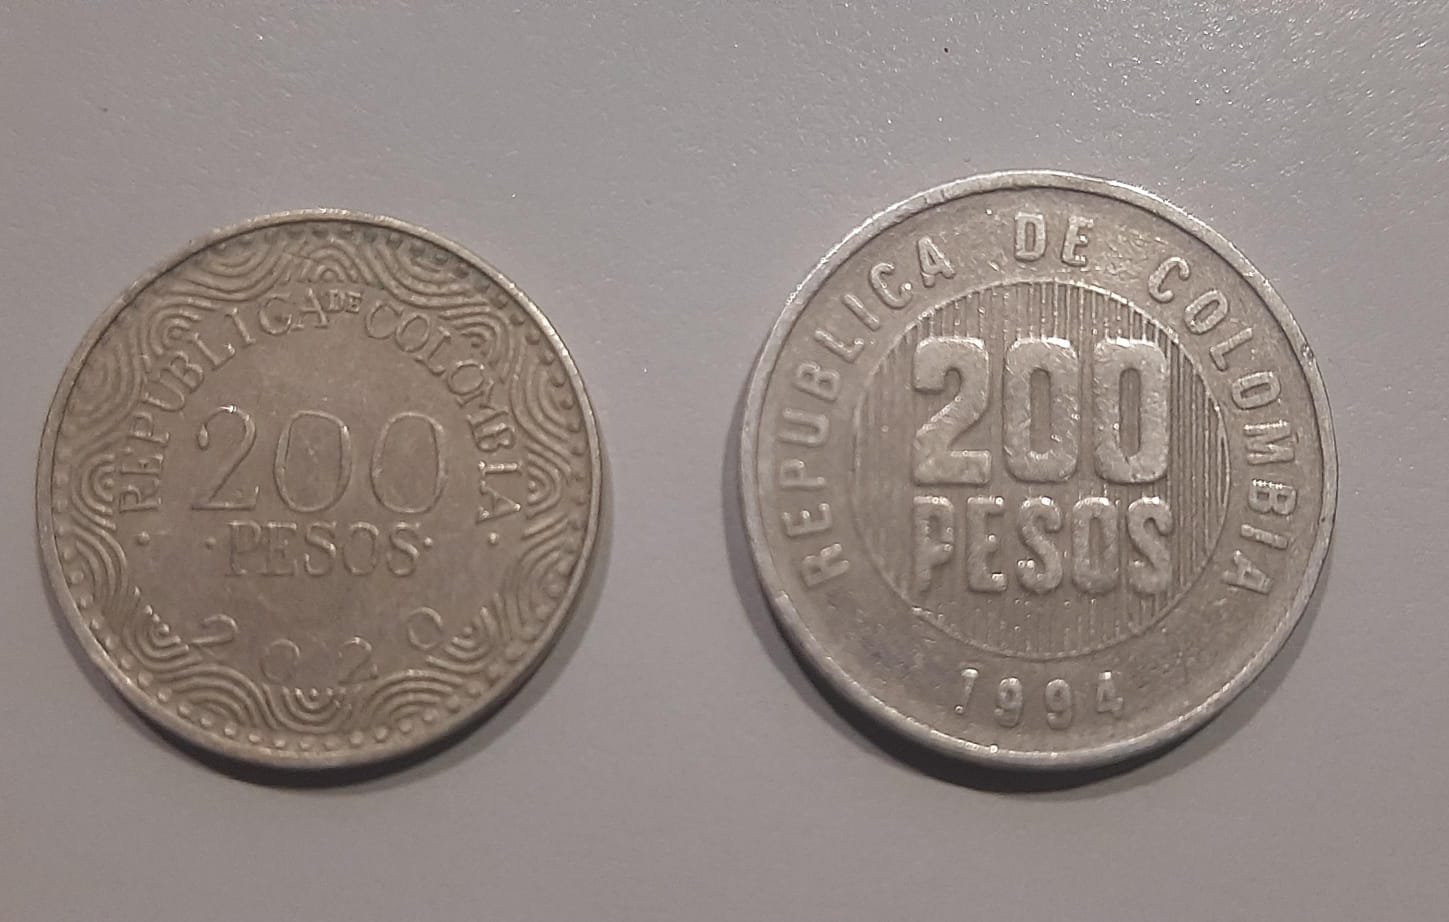 REPUBLICA DE COLOMBIA
200
·PESOS·
2020
REPUBLICA DE COLOMBIA
200
PESOS
1994